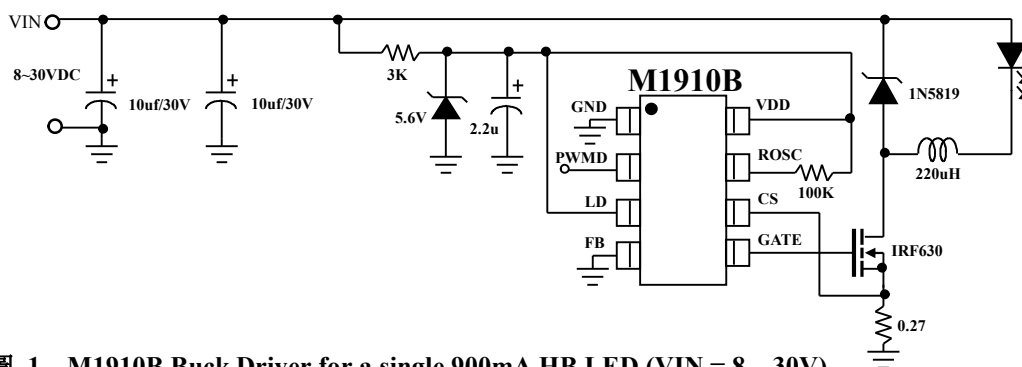 VIN
8~30VDC
10uf/30V
10uf/30V
3K
5.6V
2.2u
M1910B
GND
PWMD
LD
FB
VDD
ROSC
CS
GATE
100K
1N5819
220uH
IRF630
0.27
圖 1 M1910B Buck Driver for a single 900mA HB LED (VIN = 8 30V)